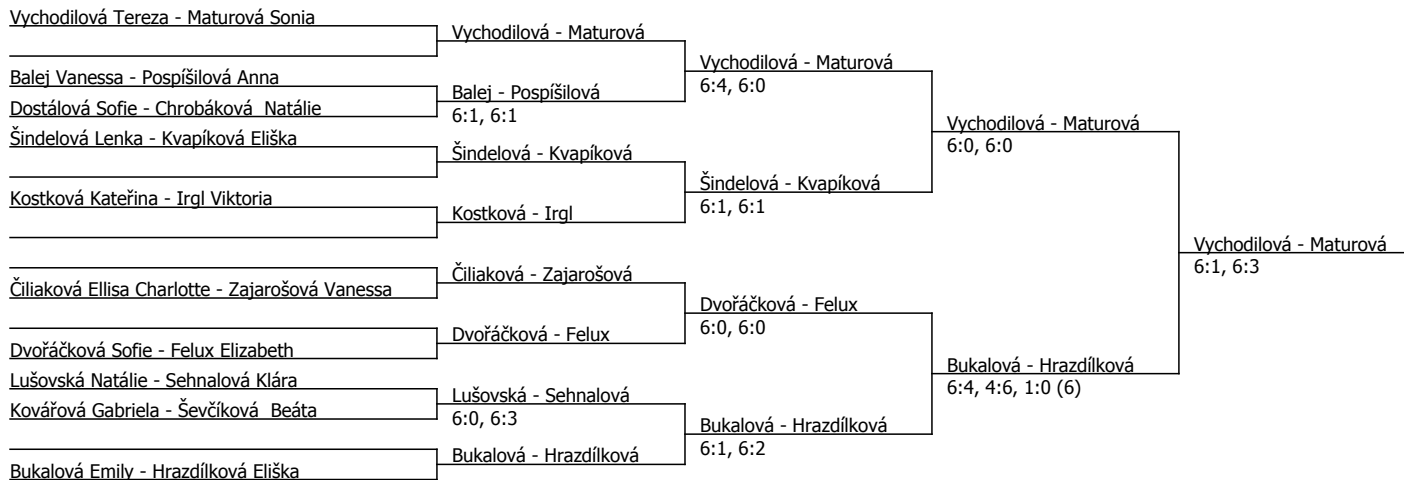 Vychodilová Tereza - Maturová Sonia
Balej Vanessa - Pospíšilová Anna
Dostálová Sofie - Chrobáková  Natálie
Šindelová Lenka - Kvapíková Eliška
Kostková Kateřina - Irgl Viktoria
Čiliaková Ellisa Charlotte - Zajarošová Vanessa
Dvořáčková Sofie - Felux Elizabeth
Lušovská Natálie - Sehnalová Klára
Kovářová Gabriela - Ševčíková  Beáta
Bukalová Emily - Hrazdílková Eliška
Vychodilová - Maturová
Balej - Pospíšilová
6:1, 6:1
Šindelová - Kvapíková
Kostková - Irgl
Čiliaková - Zajarošová
Dvořáčková - Felux
Lušovská - Sehnalová
6:0, 6:3
Bukalová - Hrazdílková
Vychodilová - Maturová
6:4, 6:0
Šindelová - Kvapíková
6:1, 6:1
Dvořáčková - Felux
6:0, 6:0
Bukalová - Hrazdílková
6:1, 6:2
Vychodilová - Maturová
6:0, 6:0
Bukalová - Hrazdílková
6:4, 4:6, 1:0 (6)
Vychodilová - Maturová
6:1, 6:3